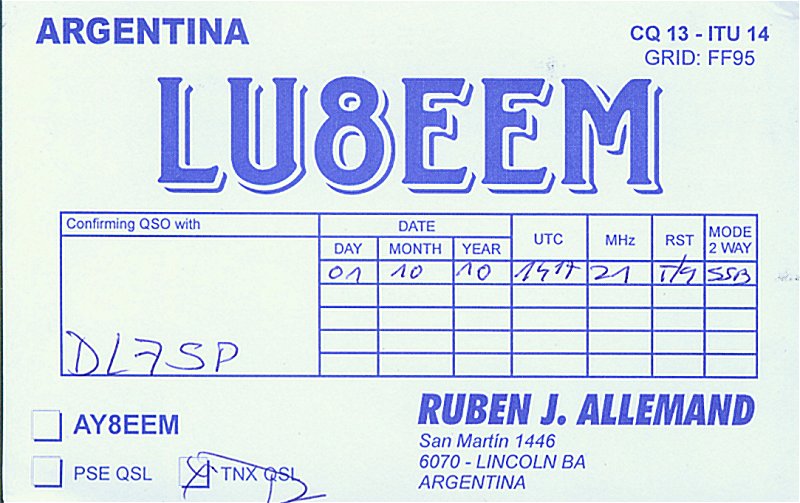 ARGENTINA
CQ 13 - ITU 14
GRID: FF95
LU8EEM
Confirming QSO with
DATE
UTC
MHz
RST
MODE
2 WAY
DAY MONTH YEAR
01 10 10 1417 21 SSB
DL7SP
AY8EEM
RUBEN J. ALLEMAND
San Martín 1446
6070 - LINCOLN BA
ARGENTINA
PSE QSL
TNX QSL